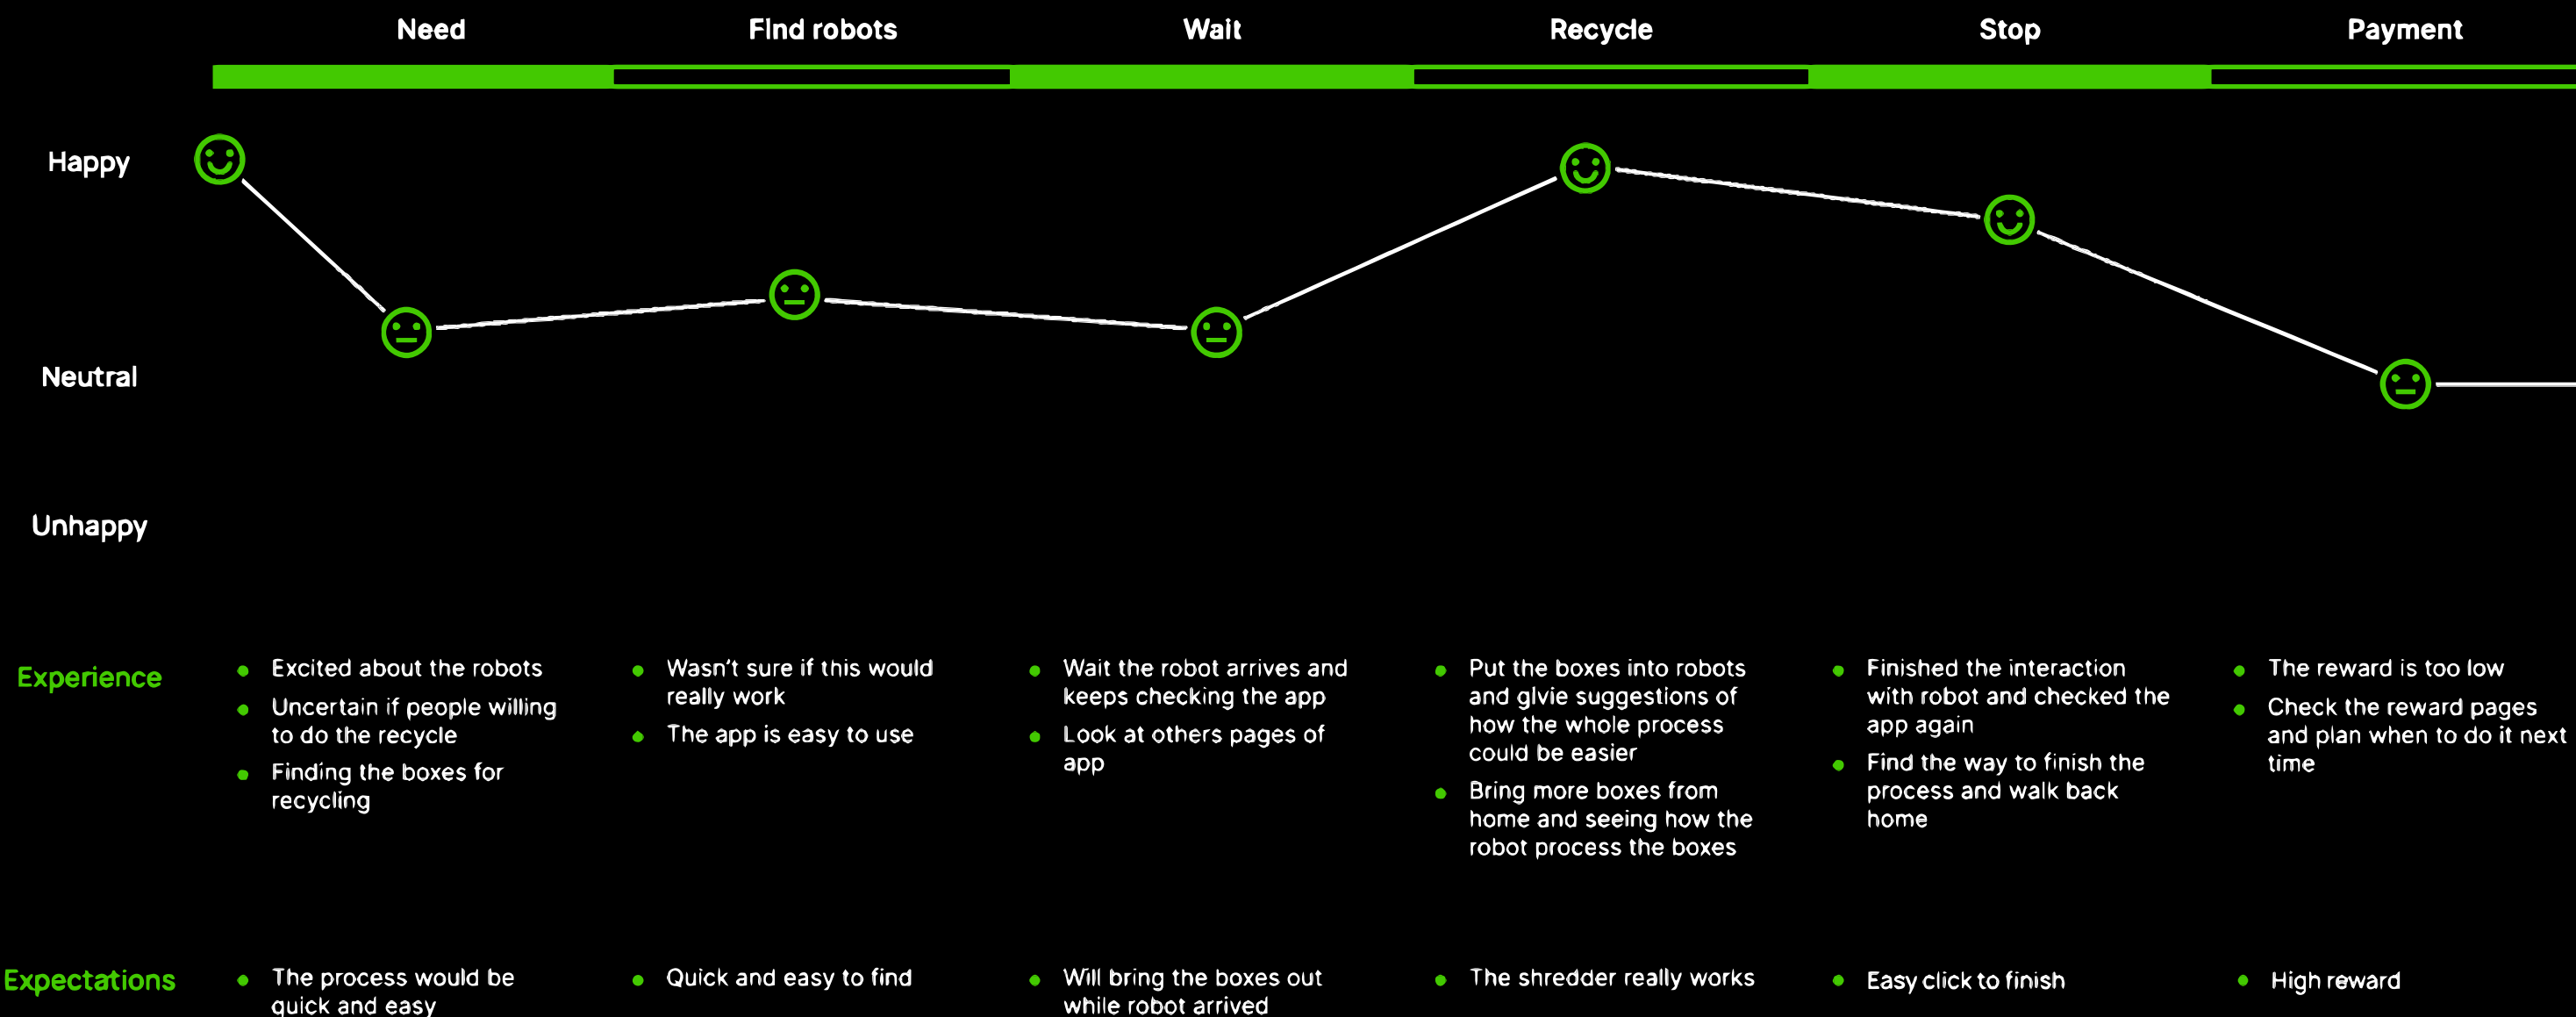 Need
Find robots
Wait
Recycle
Stop
Payment
Happy
Neutral
Unhappy
Experience
Excited about the robots
Uncertain if people willing
to do the recycle
Finding the boxes for
recycling
Wasn't sure if this would
really work
The app is easy to use
Wait the robot arrives and
keeps checking the app
Look at others pages of
app
Put the boxes into robots
and givie suggestions of
how the whole process
could be easier
Bring more boxes from
home and seeing how the
robot process the boxes
Finished the interaction
with robot and checked the
app again
Find the way to finish the
process and walk back
home
The reward is too low
Check the reward pages
and plan when to do it next
time
Expectations
The process would be
quick and easy
Quick and easy to find
Will bring the boxes out
while robot arrived
The shredder really works
Easy click to finish
High reward